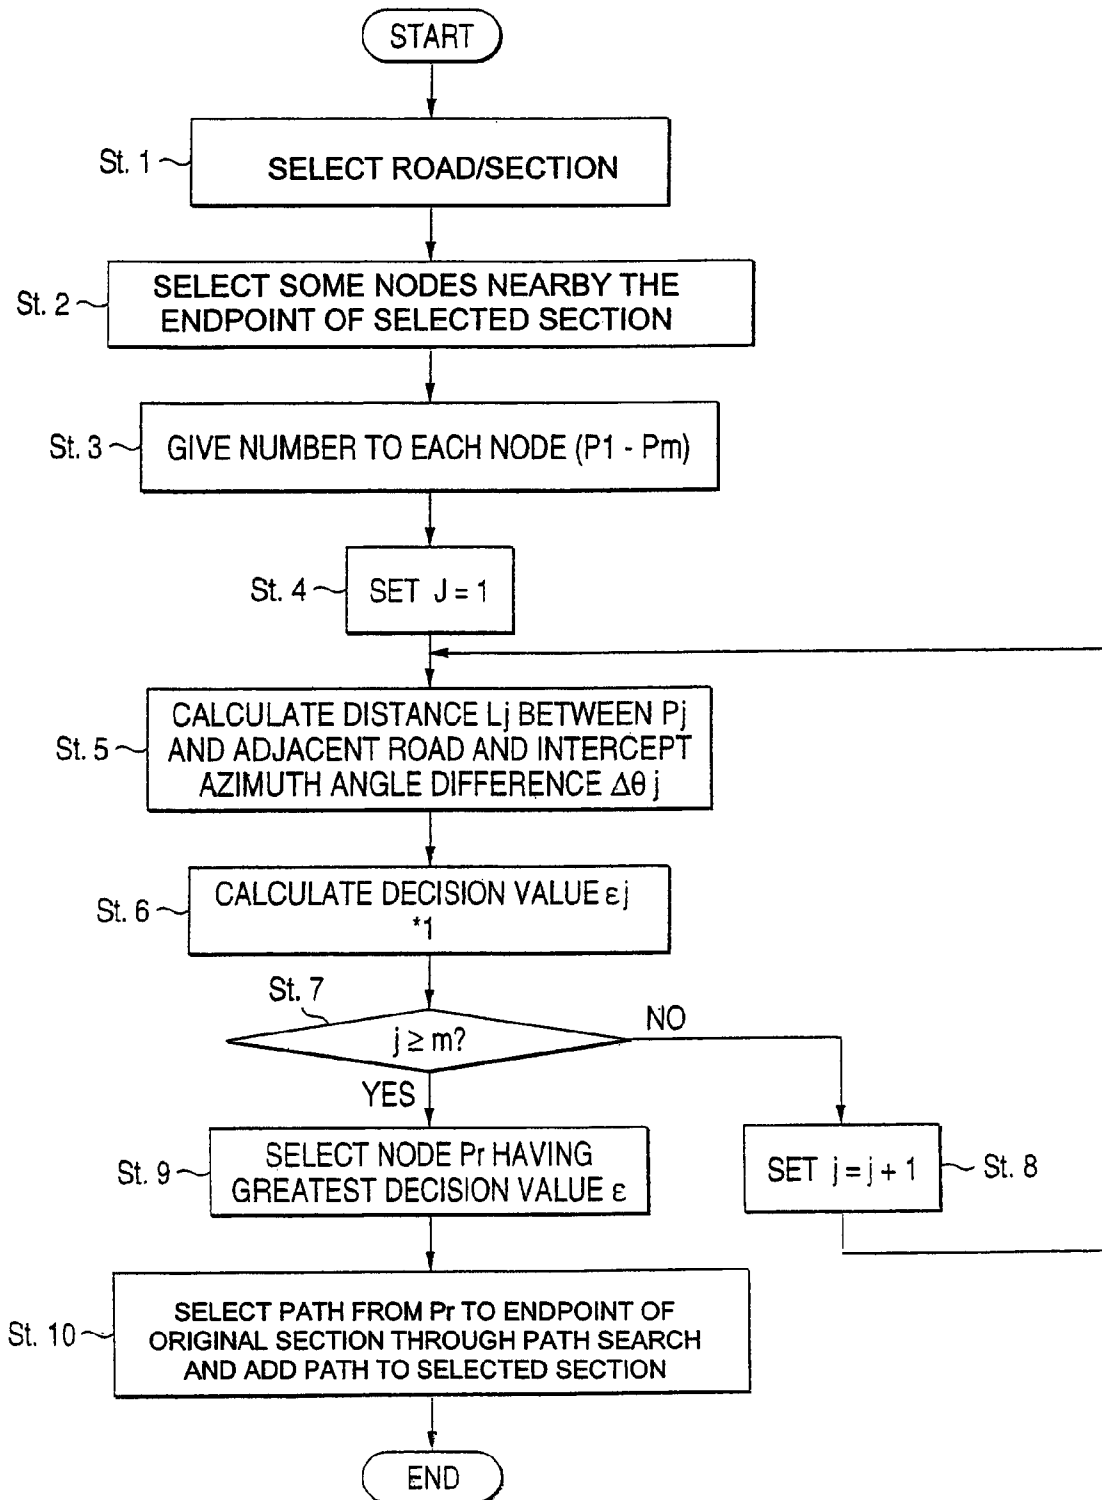 START
St. 1
SELECT ROAD/SECTION
St. 2
SELECT SOME NODES NEARBY THE
ENDPOINT OF SELECTED SECTION
St. 3
GIVE NUMBER TO EACH NODE (P1 - Pm)
St. 4
SET J = 1
St. 5
CALCULATE DISTANCE Lj BETWEEN Pj
AND ADJACENT ROAD AND INTERCEPT
AZIMUTH ANGLE DIFFERENCE Δθ j
St. 6
CALCULATE DECISION VALUE ε j
*1
St. 7
j ≥ m?
NO
YES
St. 9
SELECT NODE Pr HAVING
GREATEST DECISION VALUE ε
SET j = j + 1
St. 8
St. 10
SELECT PATH FROM Pr TO ENDPOINT OF
ORIGINAL SECTION THROUGH PATH SEARCH
AND ADD PATH TO SELECTED SECTION
END